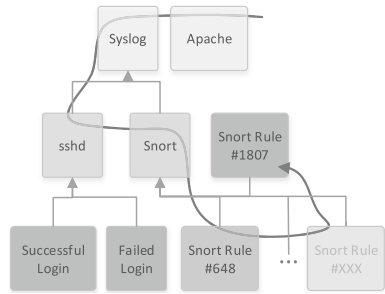 Syslog
Apache
sshd
Snort
Snort Rule
#1807
Successful
Login
Failed
Login
Snort Rule
#648
...
Snort Rule
#XXX